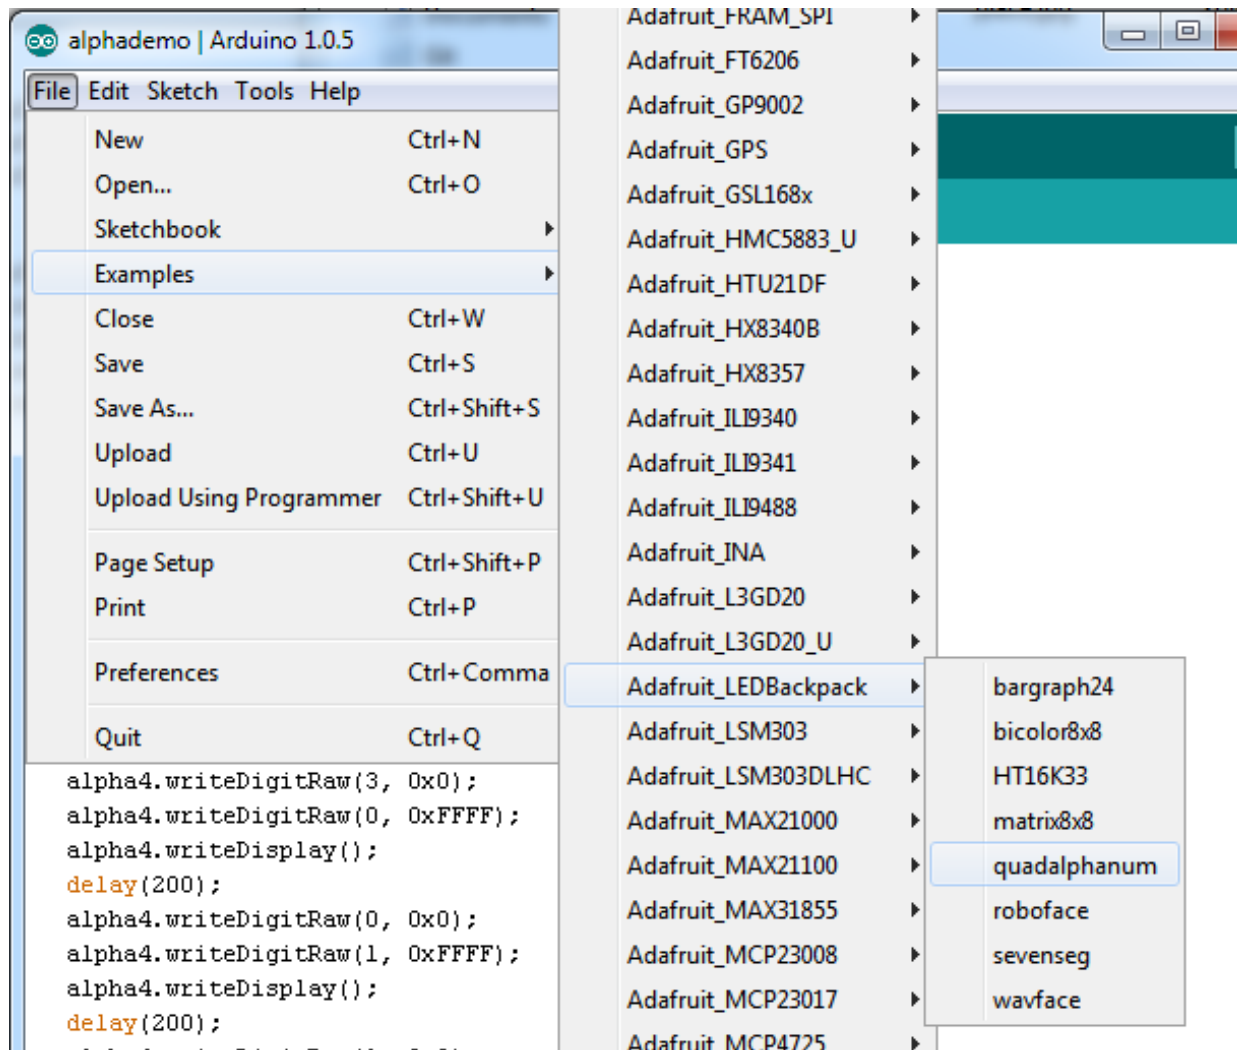 alphademo | Arduino 1.0.5
File Edit Sketch Tools Help
New Ctrl+N
Open... Ctrl+O
Sketchbook
Examples
Close Ctrl+W
Save Ctrl+S
Save As... Ctrl+Shift+S
Upload Ctrl+U
Upload Using Programmer Ctrl+Shift+U
Page Setup Ctrl+Shift+P
Print Ctrl+P
Preferences Ctrl+Comma
Quit Ctrl+Q
alpha4.writeDigitRaw(3, 0x0);
alpha4.writeDigitRaw(0, 0xFFFF);
alpha4.writeDisplay();
delay(200);
alpha4.writeDigitRaw(0, 0x0);
alpha4.writeDigitRaw(1, 0xFFFF);
alpha4.writeDisplay();
delay(200);
Adafruit_FRAM_SPI
Adafruit_FT6206
Adafruit_GP9002
Adafruit_GPS
Adafruit_GSL168x
Adafruit_HMC5883_U
Adafruit_HTU21DF
Adafruit_HX8340B
Adafruit_HX8357
Adafruit_ILI9340
Adafruit_ILI9341
Adafruit_ILI9488
Adafruit_INA
Adafruit_L3GD20
Adafruit_L3GD20_U
Adafruit_LEDBackpack
Adafruit_LSM303
Adafruit_LSM303DLHC
Adafruit_MAX21000
Adafruit_MAX21100
Adafruit_MAX31855
Adafruit_MCP23008
Adafruit_MCP23017
Adafruit_MCP4725
bargraph24
bicolor8x8
HT16K33
matrix8x8
quadalphanum
roboface
sevenseg
wavface